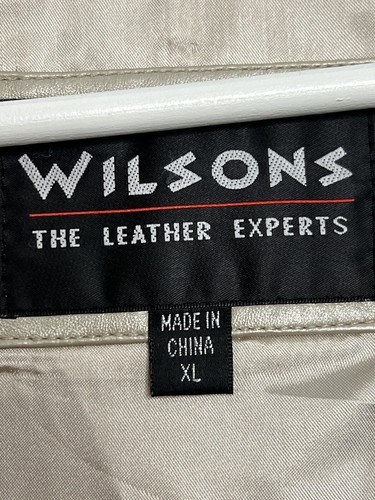 WILSONS
THE LEATHER EXPERTS
MADE IN
CHINA
XL